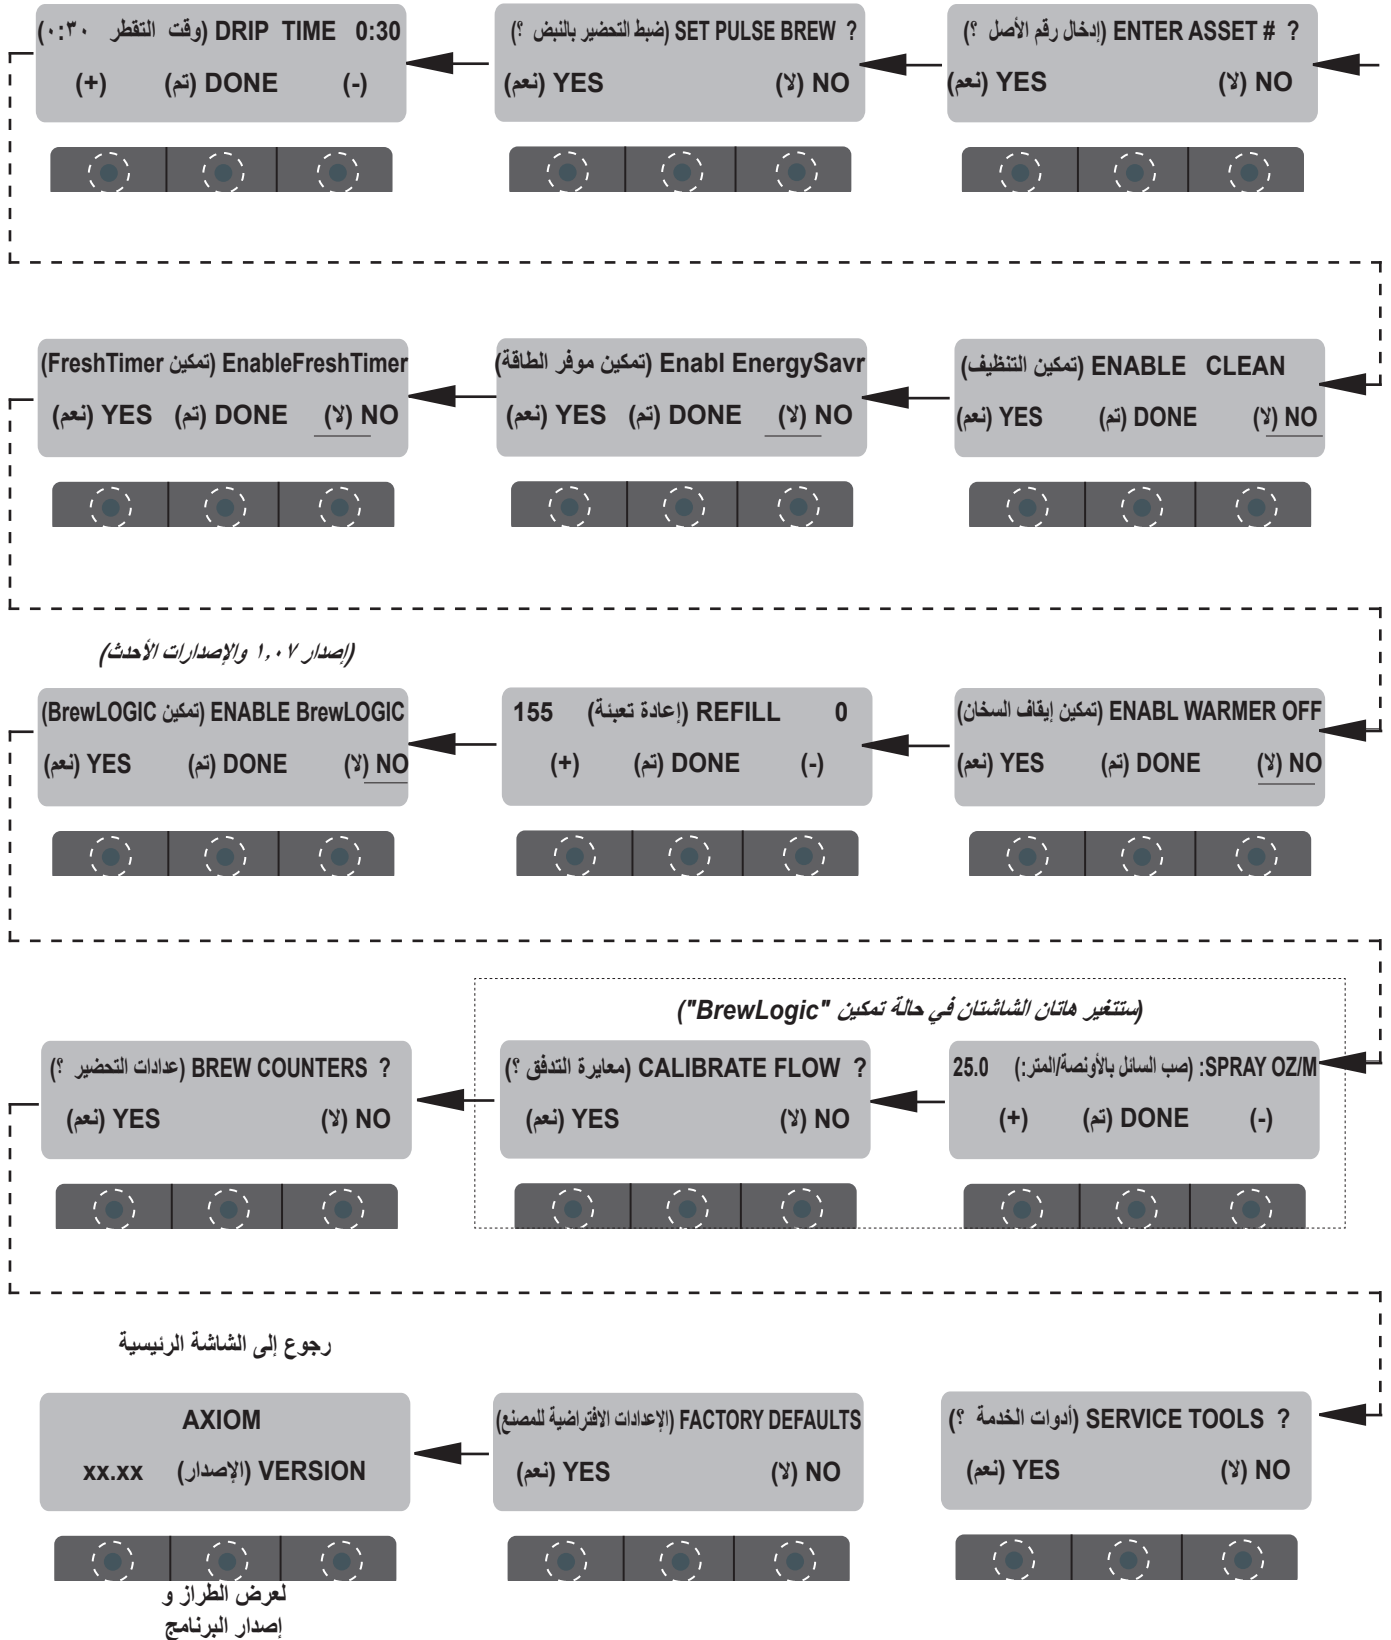 ENTER ASSET # ? (إدخال رقم الأصل ؟)
NO (لا) YES (نعم)
SET PULSE BREW ? (ضبط التحضير بالنبض ؟)
NO (لا) YES (نعم)
DRIP TIME 0:30 (وقت التقطر ٠:٣٠)
(-) DONE (تم) (+)
ENABLE CLEAN (تمكين التنظيف)
NO (لا) DONE (تم) YES (نعم)
Enabl EnergySavr (تمكين موفر الطاقة)
NO (لا) DONE (تم) YES (نعم)
EnableFreshTimer (تمكين FreshTimer)
NO (لا) DONE (تم) YES (نعم)
ENABL WARMER OFF (تمكين إيقاف السخان)
NO (لا) DONE (تم) YES (نعم)
0 REFILL (إعادة تعبئة) 155
(-) DONE (تم) (+)
(إصدار ١,٠٧ والإصدارات الأحدث)
ENABLE BrewLOGIC (تمكين BrewLOGIC)
NO (لا) DONE (تم) YES (نعم)
(ستتغير هاتان الشاشتان في حالة تمكين "BrewLogic")
SPRAY OZ/M: (صب السائل بالأونصة/المتر:) 25.0
(-) DONE (تم) (+)
CALIBRATE FLOW ? (معايرة التدفق ؟)
NO (لا) YES (نعم)
BREW COUNTERS ? (عدادات التحضير ؟)
NO (لا) YES (نعم)
SERVICE TOOLS ? (أدوات الخدمة ؟)
NO (لا) YES (نعم)
FACTORY DEFAULTS (الإعدادات الافتراضية للمصنع)
NO (لا) YES (نعم)
رجوع إلى الشاشة الرئيسية
AXIOM
VERSION (الإصدار) xx.xx
لعرض الطراز و
إصدار البرنامج